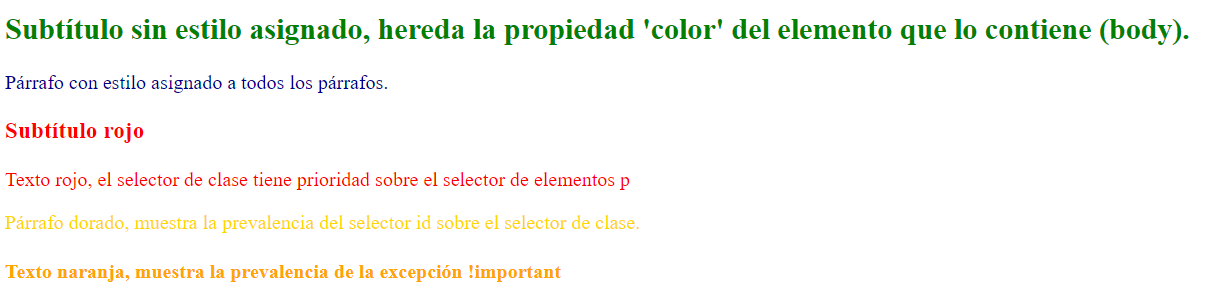 Subtítulo sin estilo asignado, hereda la propiedad 'color' del elemento que lo contiene (body).
Párrafo con estilo asignado a todos los párrafos.
Subtítulo rojo
Texto rojo, el selector de clase tiene prioridad sobre el selector de elementos p
Párrafo dorado, muestra la prevalencia del selector id sobre el selector de clase.
Texto naranja, muestra la prevalencia de la excepción !important